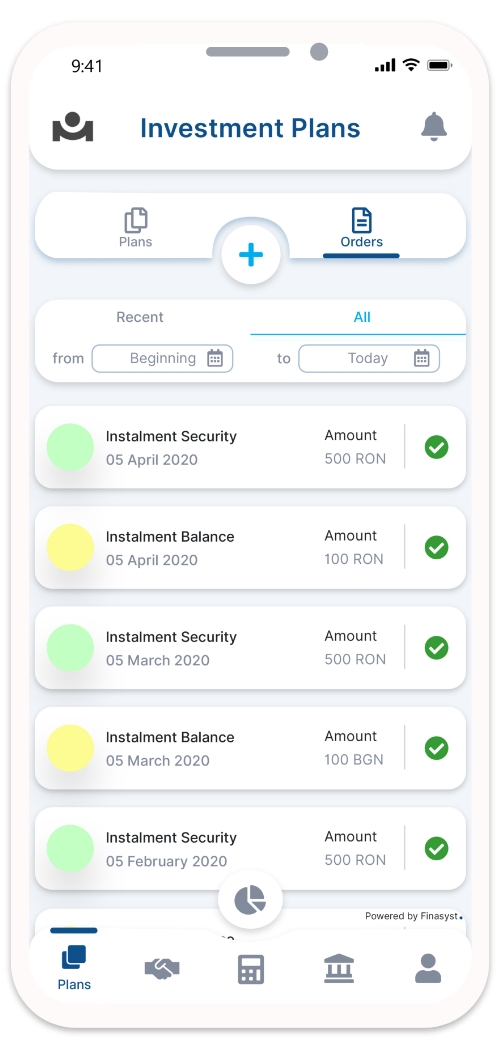 9:41
Investment Plans
Plans
Orders
Recent
All
from Beginning to Today
Instalment Security
05 April 2020
Amount
500 RON
Instalment Balance
05 April 2020
Amount
100 RON
Instalment Security
05 March 2020
Amount
500 RON
Instalment Balance
05 March 2020
Amount
100 BGN
Instalment Security
05 February 2020
Amount
500 RON
Powered by Finasyst.
Plans